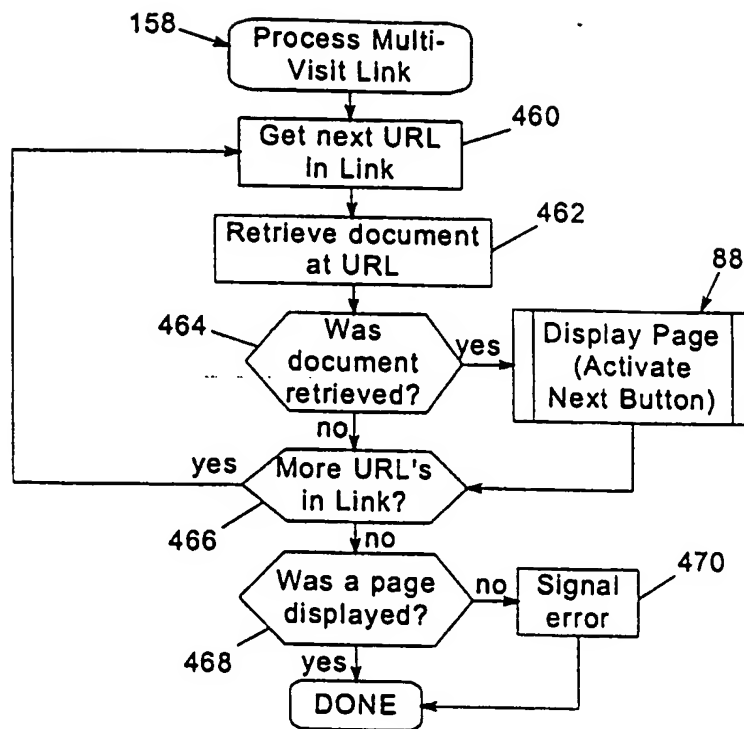 158
Process Multi-
Visit Link
460
Get next URL
in Link
462
Retrieve document
at URL
88
464
Was
document
retrieved?
yes
Display Page
(Activate
Next Button)
no
yes
More URL's
in Link?
466
no
470
Was a page
displayed?
no
Signal
error
468
yes
DONE